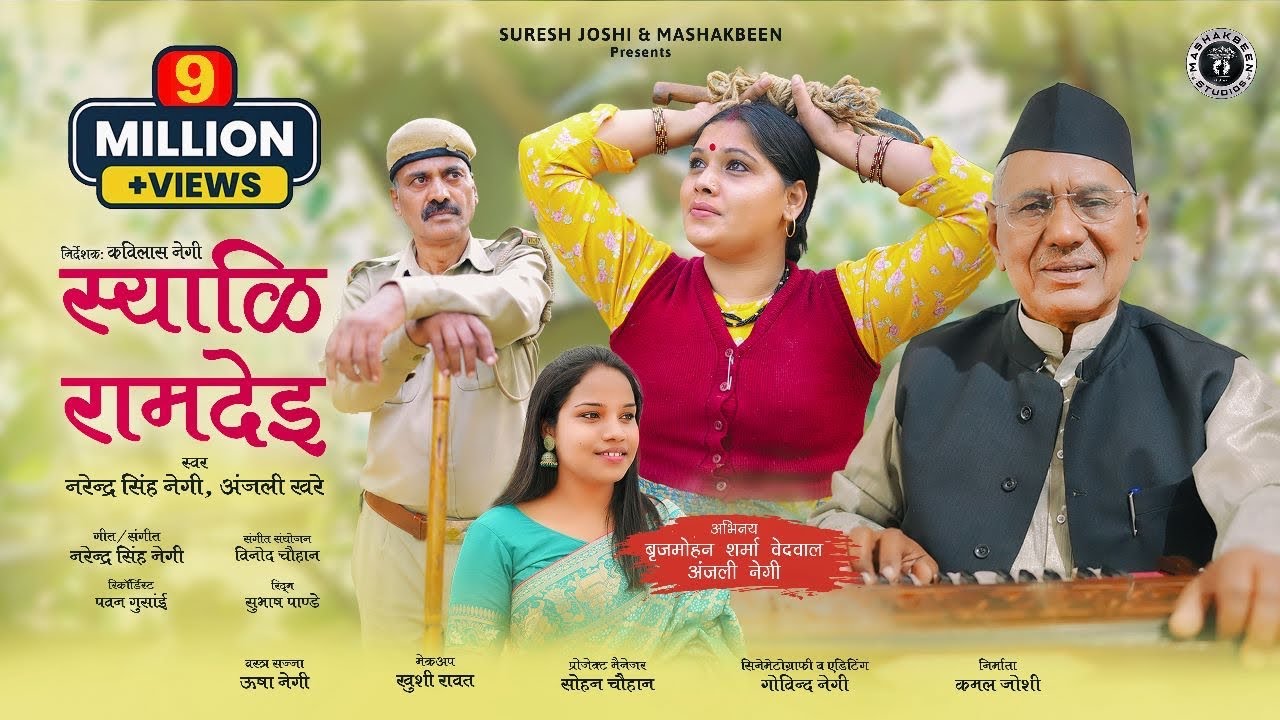 SURESH JOSHI & MASHAKBEEN
Presents
MASHAKBEEN
STUDIOS
9
MILLION
+VIEWS
निर्देशक: कविलास नेगी
स्याळि
रामदेइ
स्वर
नरेन्द्र सिंह नेगी, अंजली खरे
गीत/संगीत
नरेन्द्र सिंह नेगी
संगीत संयोजन
विनोद चौहान
रिकॉर्डिस्ट
पवन गुसांई
रिदम
सुभाष पाण्डे
अभिनय
बृजमोहन शर्मा वेदवाल
अंजली नेगी
वस्त्र सज्जा
ऊषा नेगी
मेकअप
खुशी रावत
प्रोजेक्ट मैनेजर
सोहन चौहान
सिनेमेटोग्राफी व एडिटिंग
गोविन्द नेगी
निर्माता
कमल जोशी